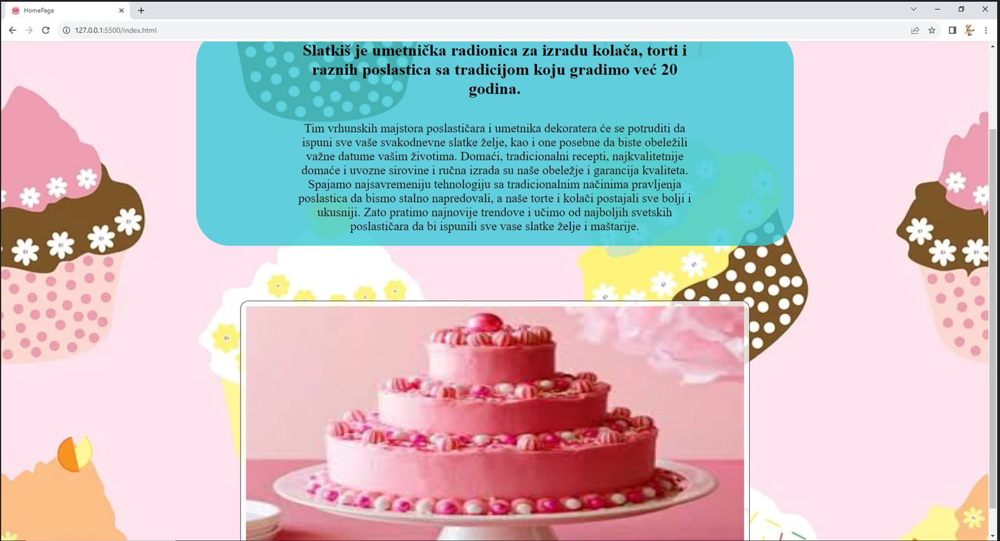 HomePage
127.0.0.1:5500/index.html
Slatkiš je umetnička radionica za izradu kolača, torti i
raznih poslastica sa tradicijom koju gradimo već 20
godina.
Tim vrhunskih majstora poslastičara i umetnika dekoratera će se potruditi da
ispuni sve vaše svakodnevne slatke želje, kao i one posebne da biste obeležili
važne datume vašim životima. Domaći, tradicionalni recepti, najkvalitetnije
domaće i uvozne sirovine i ručna izrada su naše obeležje i garancija kvaliteta.
Spajamo najsavremeniju tehnologiju sa tradicionalnim načinima pravljenja
poslastica da bismo stalno napredovali, a naše torte i kolači postajali sve bolji i
ukusniji. Zato pratimo najnovije trendove i učimo od najboljih svetskih
poslastičara da bi ispunili sve vase slatke želje i maštarije.